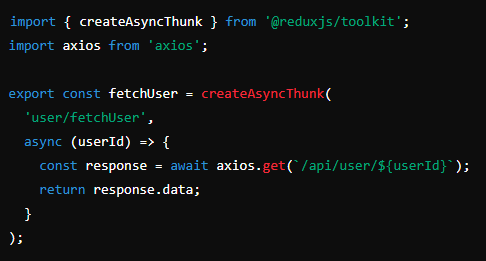 import { createAsyncThunk } from '@reduxjs/toolkit';
import axios from 'axios';

export const fetchUser = createAsyncThunk(
  'user/fetchUser',
  async (userId) => {
    const response = await axios.get(`/api/user/${userId}`);
    return response.data;
  }
);